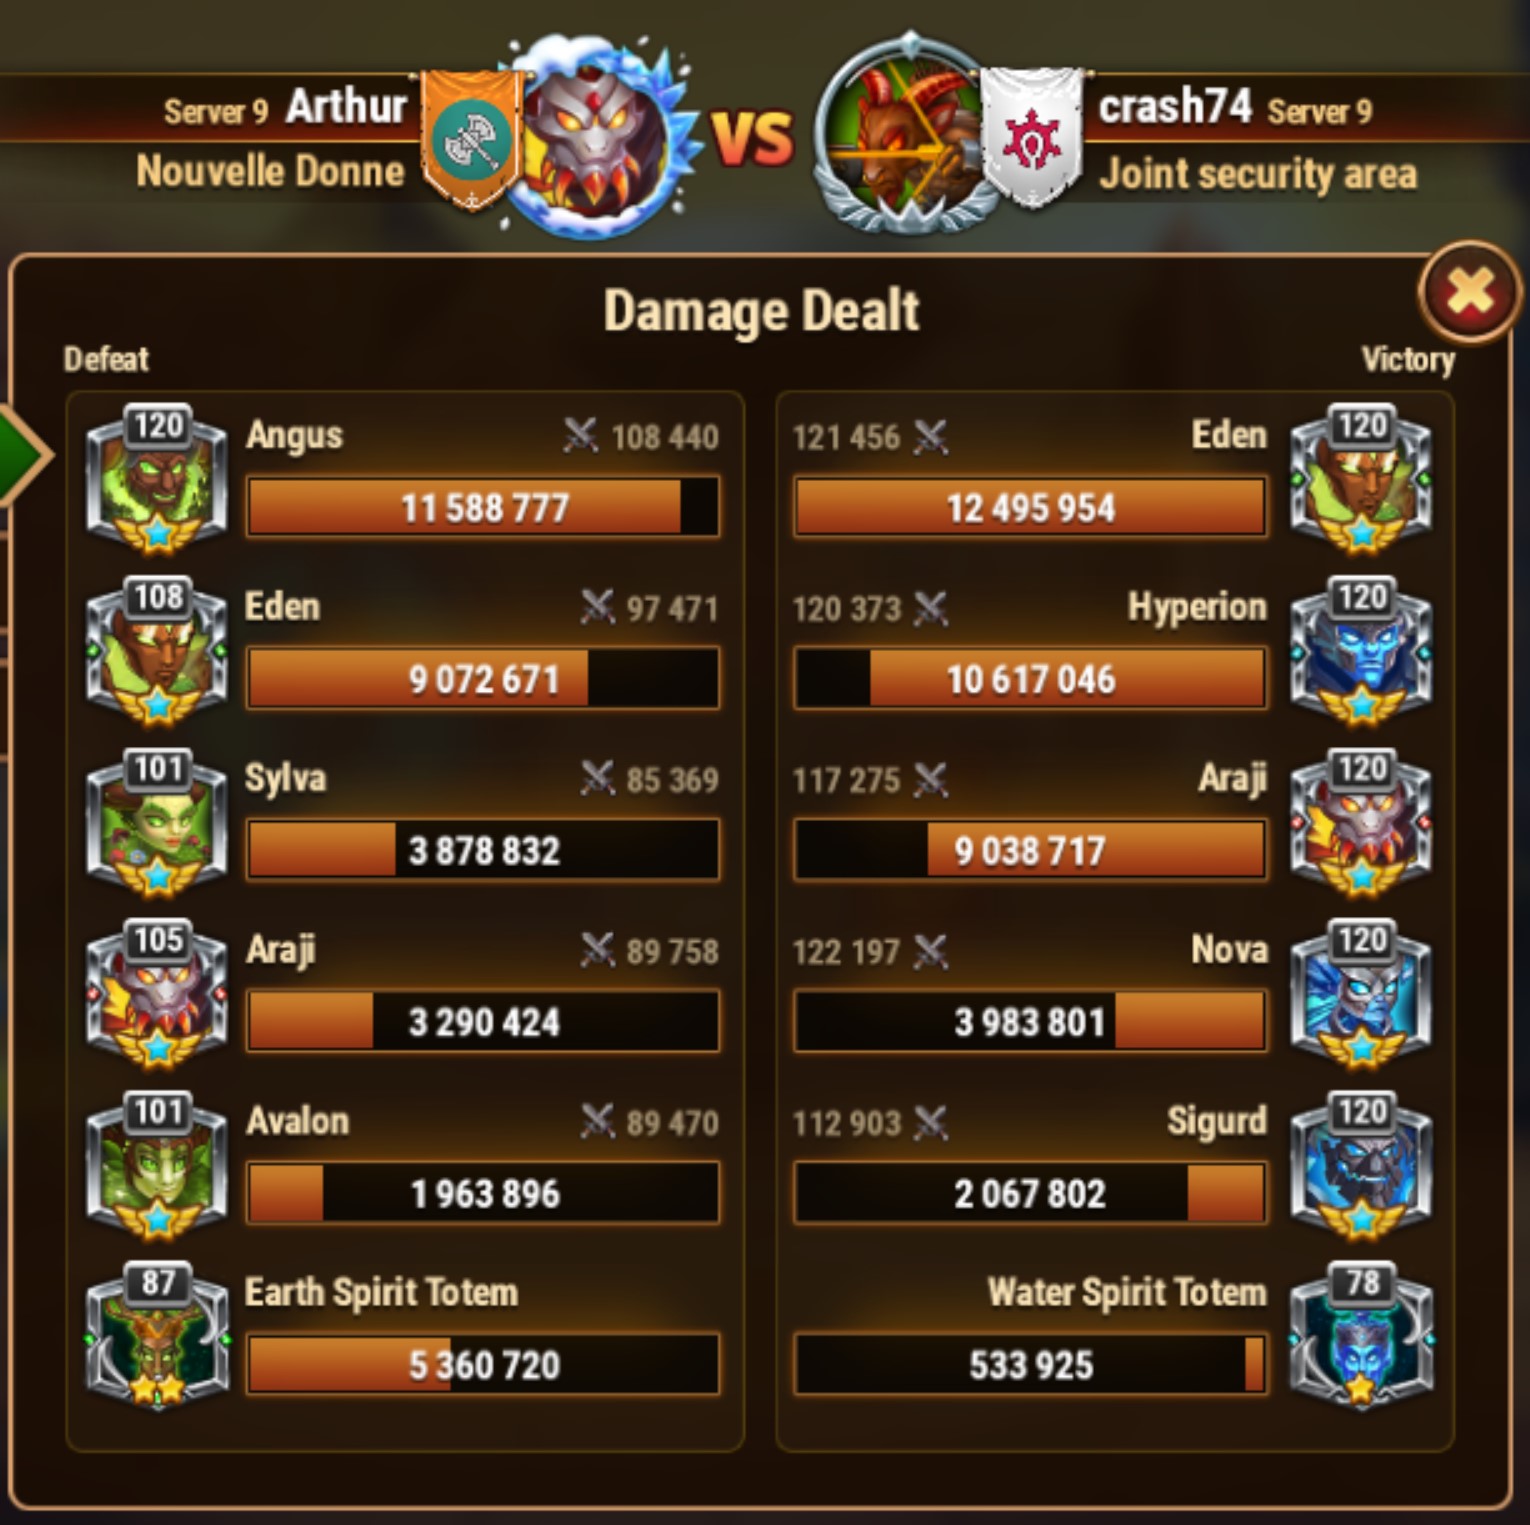 Server 9 Arthur
Nouvelle Donne
VS
crash74 Server 9
Joint security area
Damage Dealt
Defeat
Victory
120 Angus 108 440
11 588 777
121 456 Eden 120
12 495 954
108 Eden 97 471
9 072 671
120 373 Hyperion 120
10 617 046
101 Sylva 85 369
3 878 832
117 275 Araji 120
9 038 717
105 Araji 89 758
3 290 424
122 197 Nova 120
3 983 801
101 Avalon 89 470
1 963 896
112 903 Sigurd 120
2 067 802
87 Earth Spirit Totem
5 360 720
Water Spirit Totem 78
533 925